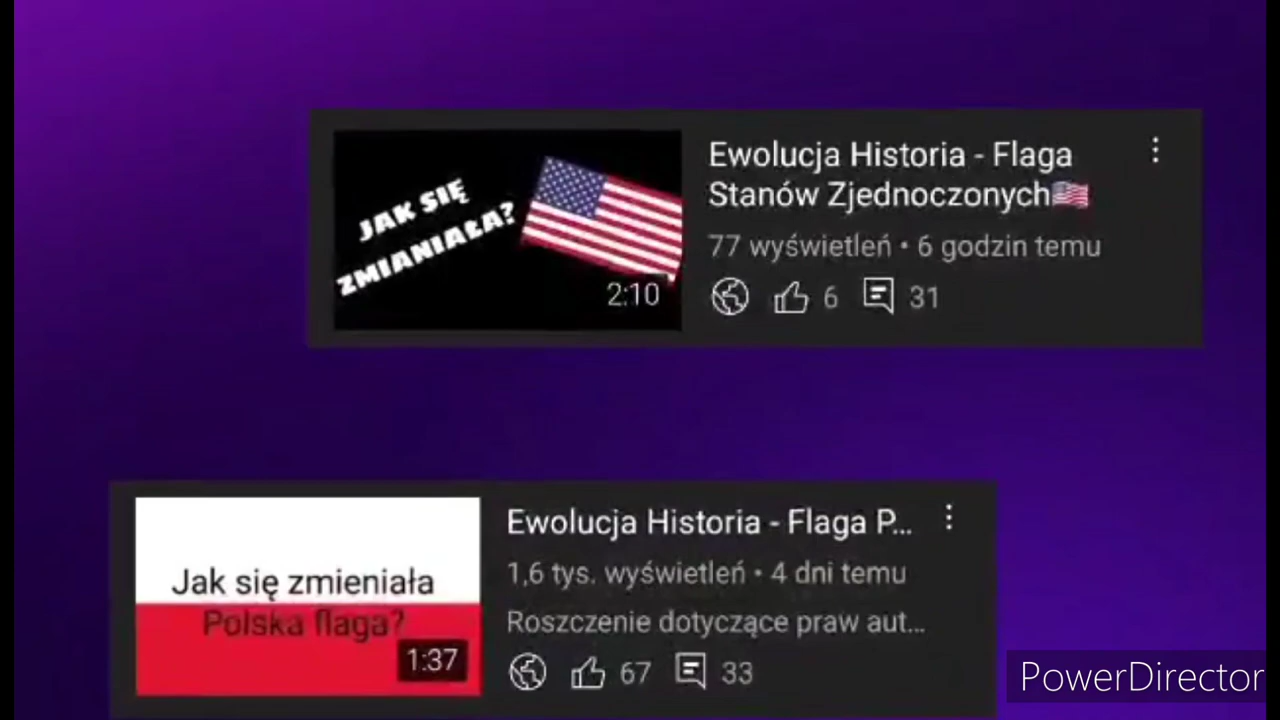 JAK SIĘ
ZMIANIAŁA?
2:10
Ewolucja Historia - Flaga
Stanów Zjednoczonych🇺🇸
77 wyświetleń • 6 godzin temu
6 31
Jak się zmieniała
Polska flaga?
1:37
Ewolucja Historia - Flaga P...
1,6 tys. wyświetleń • 4 dni temu
Roszczenie dotyczące praw aut...
67 33
PowerDirector